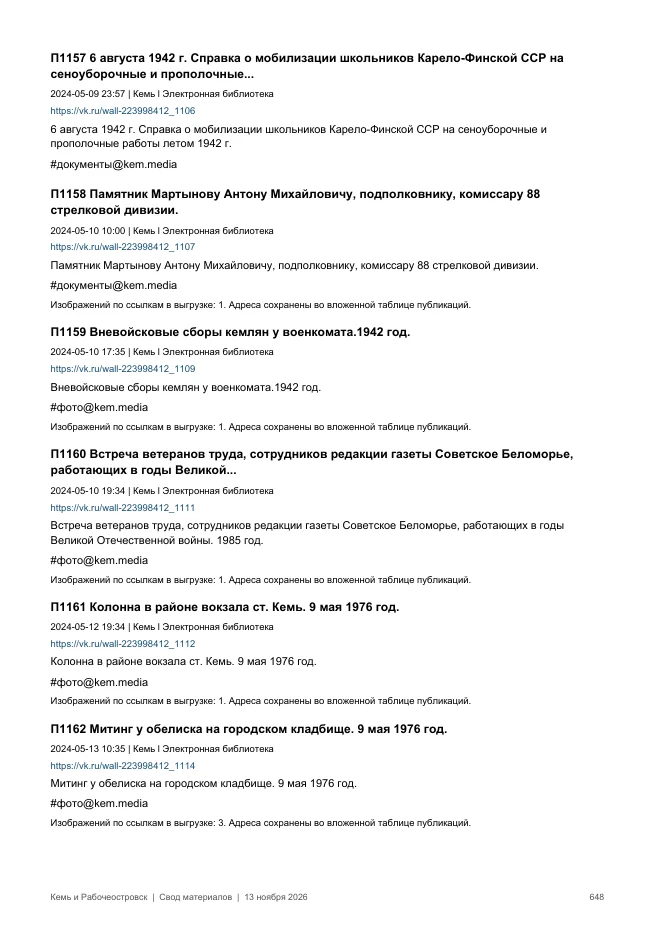 П1157 6 августа 1942 г. Справка о мобилизации школьников Карело-Финской ССР на
сеноуборочные и прополочные...
2024-05-09 23:57 | Кемь I Электронная библиотека
https://vk.ru/wall-223998412_1106
6 августа 1942 г. Справка о мобилизации школьников Карело-Финской ССР на сеноуборочные и
прополочные работы летом 1942 г.
#документы@kem.media
П1158 Памятник Мартынову Антону Михайловичу, подполковнику, комиссару 88
стрелковой дивизии.
2024-05-10 10:00 | Кемь I Электронная библиотека
https://vk.ru/wall-223998412_1107
Памятник Мартынову Антону Михайловичу, подполковнику, комиссару 88 стрелковой дивизии.
#документы@kem.media
Изображений по ссылкам в выгрузке: 1. Адреса сохранены во вложенной таблице публикаций.
П1159 Вневойсковые сборы кемлян у военкомата.1942 год.
2024-05-10 17:35 | Кемь I Электронная библиотека
https://vk.ru/wall-223998412_1109
Вневойсковые сборы кемлян у военкомата.1942 год.
#фото@kem.media
Изображений по ссылкам в выгрузке: 1. Адреса сохранены во вложенной таблице публикаций.
П1160 Встреча ветеранов труда, сотрудников редакции газеты Советское Беломорье,
работающих в годы Великой...
2024-05-10 19:34 | Кемь I Электронная библиотека
https://vk.ru/wall-223998412_1111
Встреча ветеранов труда, сотрудников редакции газеты Советское Беломорье, работающих в годы
Великой Отечественной войны. 1985 год.
#фото@kem.media
Изображений по ссылкам в выгрузке: 1. Адреса сохранены во вложенной таблице публикаций.
П1161 Колонна в районе вокзала ст. Кемь. 9 мая 1976 год.
2024-05-12 19:34 | Кемь I Электронная библиотека
https://vk.ru/wall-223998412_1112
Колонна в районе вокзала ст. Кемь. 9 мая 1976 год.
#фото@kem.media
Изображений по ссылкам в выгрузке: 1. Адреса сохранены во вложенной таблице публикаций.
П1162 Митинг у обелиска на городском кладбище. 9 мая 1976 год.
2024-05-13 10:35 | Кемь I Электронная библиотека
https://vk.ru/wall-223998412_1114
Митинг у обелиска на городском кладбище. 9 мая 1976 год.
#фото@kem.media
Изображений по ссылкам в выгрузке: 3. Адреса сохранены во вложенной таблице публикаций.
Кемь и Рабочеостровск | Свод материалов | 13 ноября 2026
648